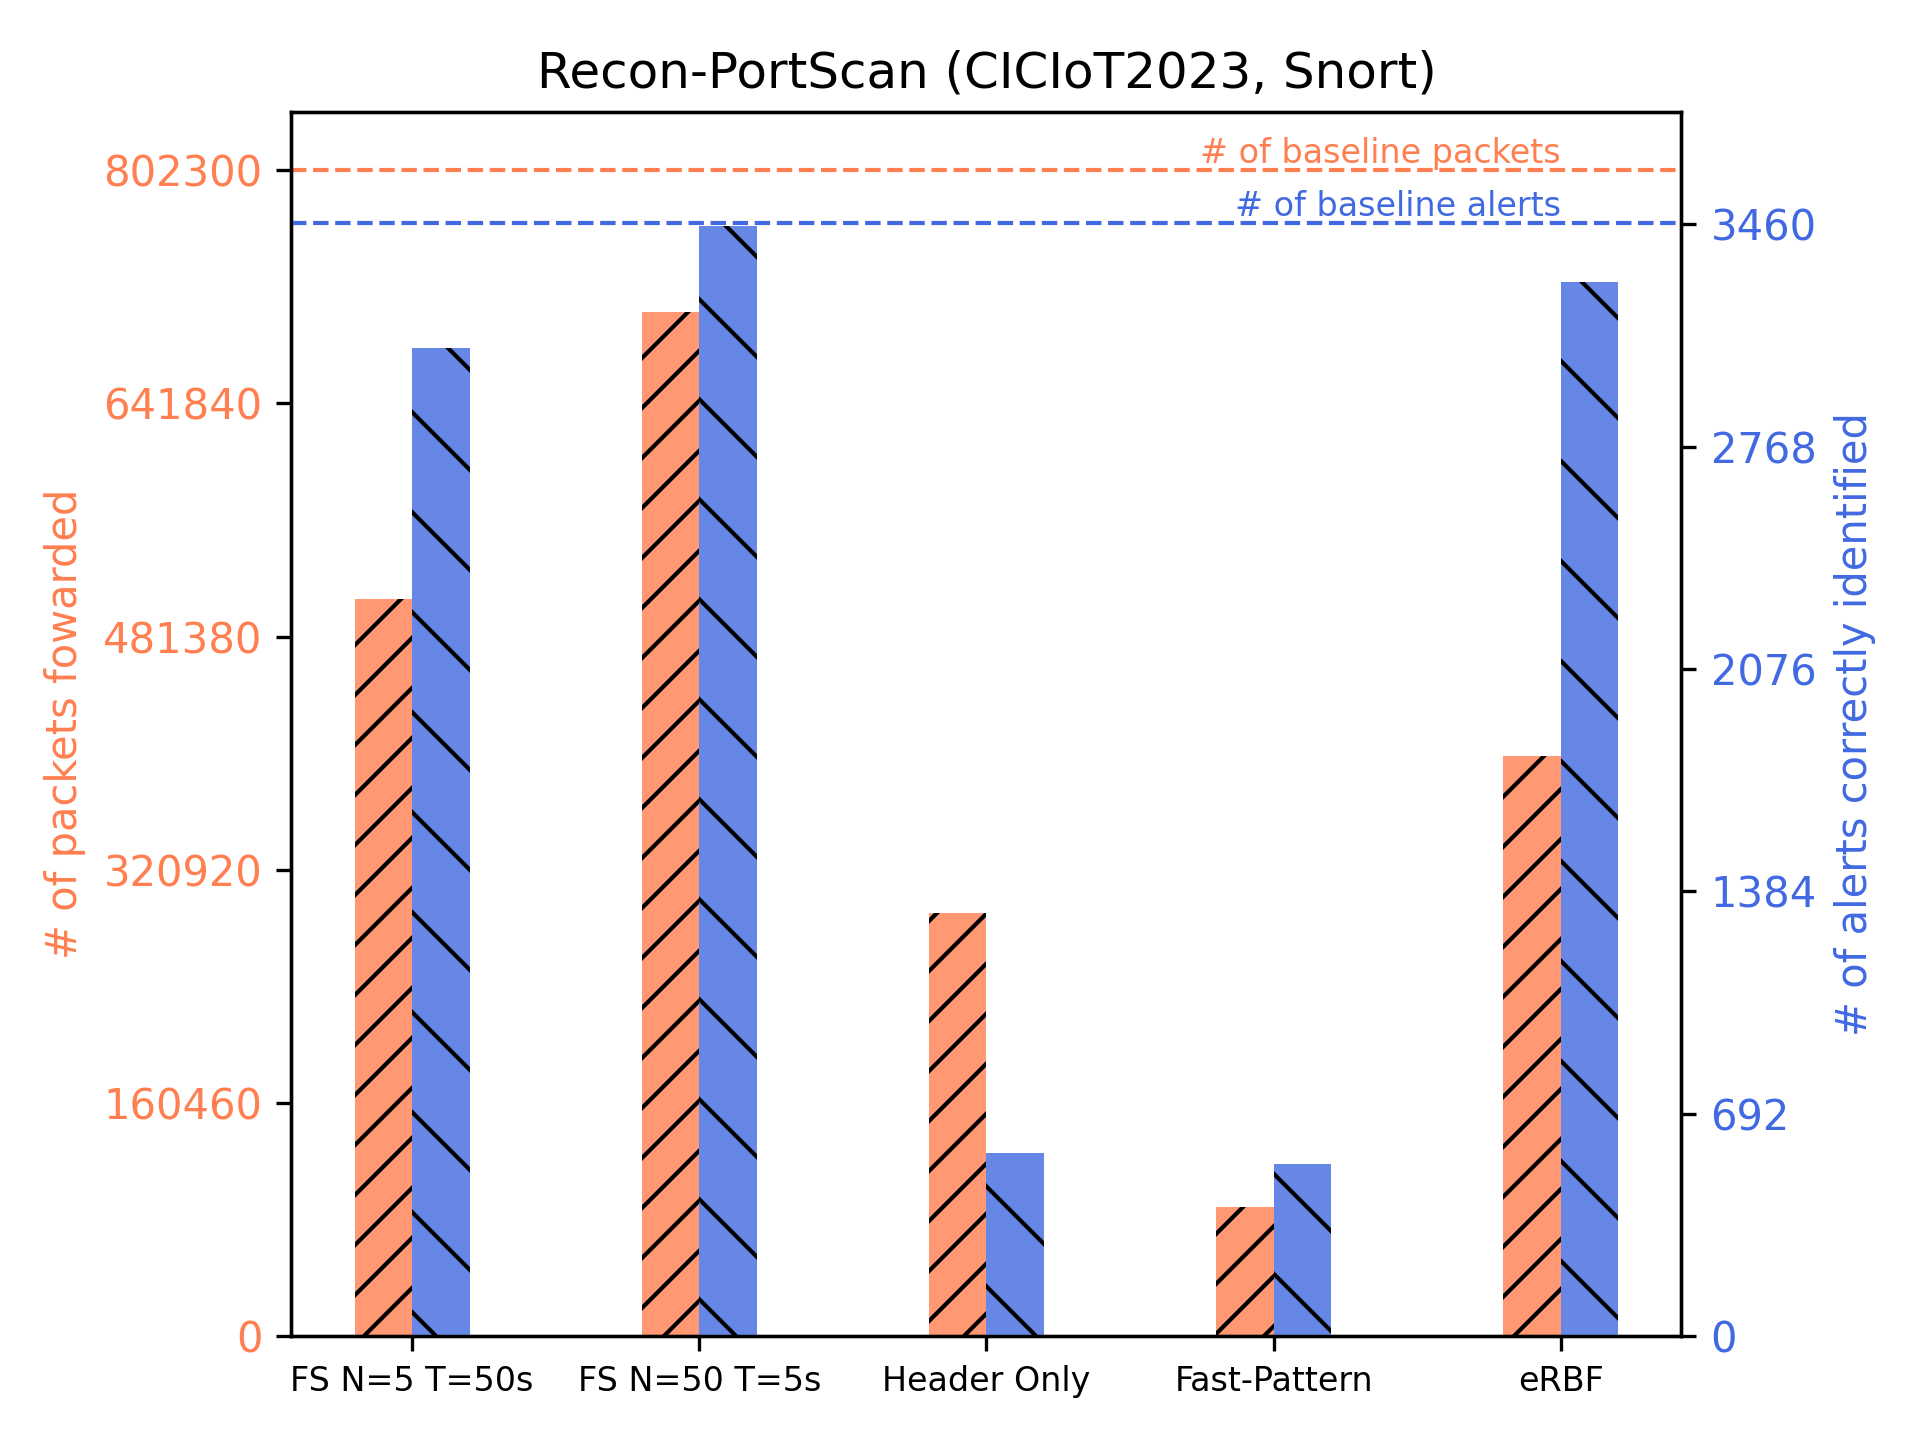 Recon-PortScan (CICIoT2023, Snort)
# of baseline packets
# of baseline alerts
802300
641840
481380
320920
160460
0
# of packets fowarded
3460
2768
2076
1384
692
0
# of alerts correctly identified
FS N=5 T=50s
FS N=50 T=5s
Header Only
Fast-Pattern
eRBF